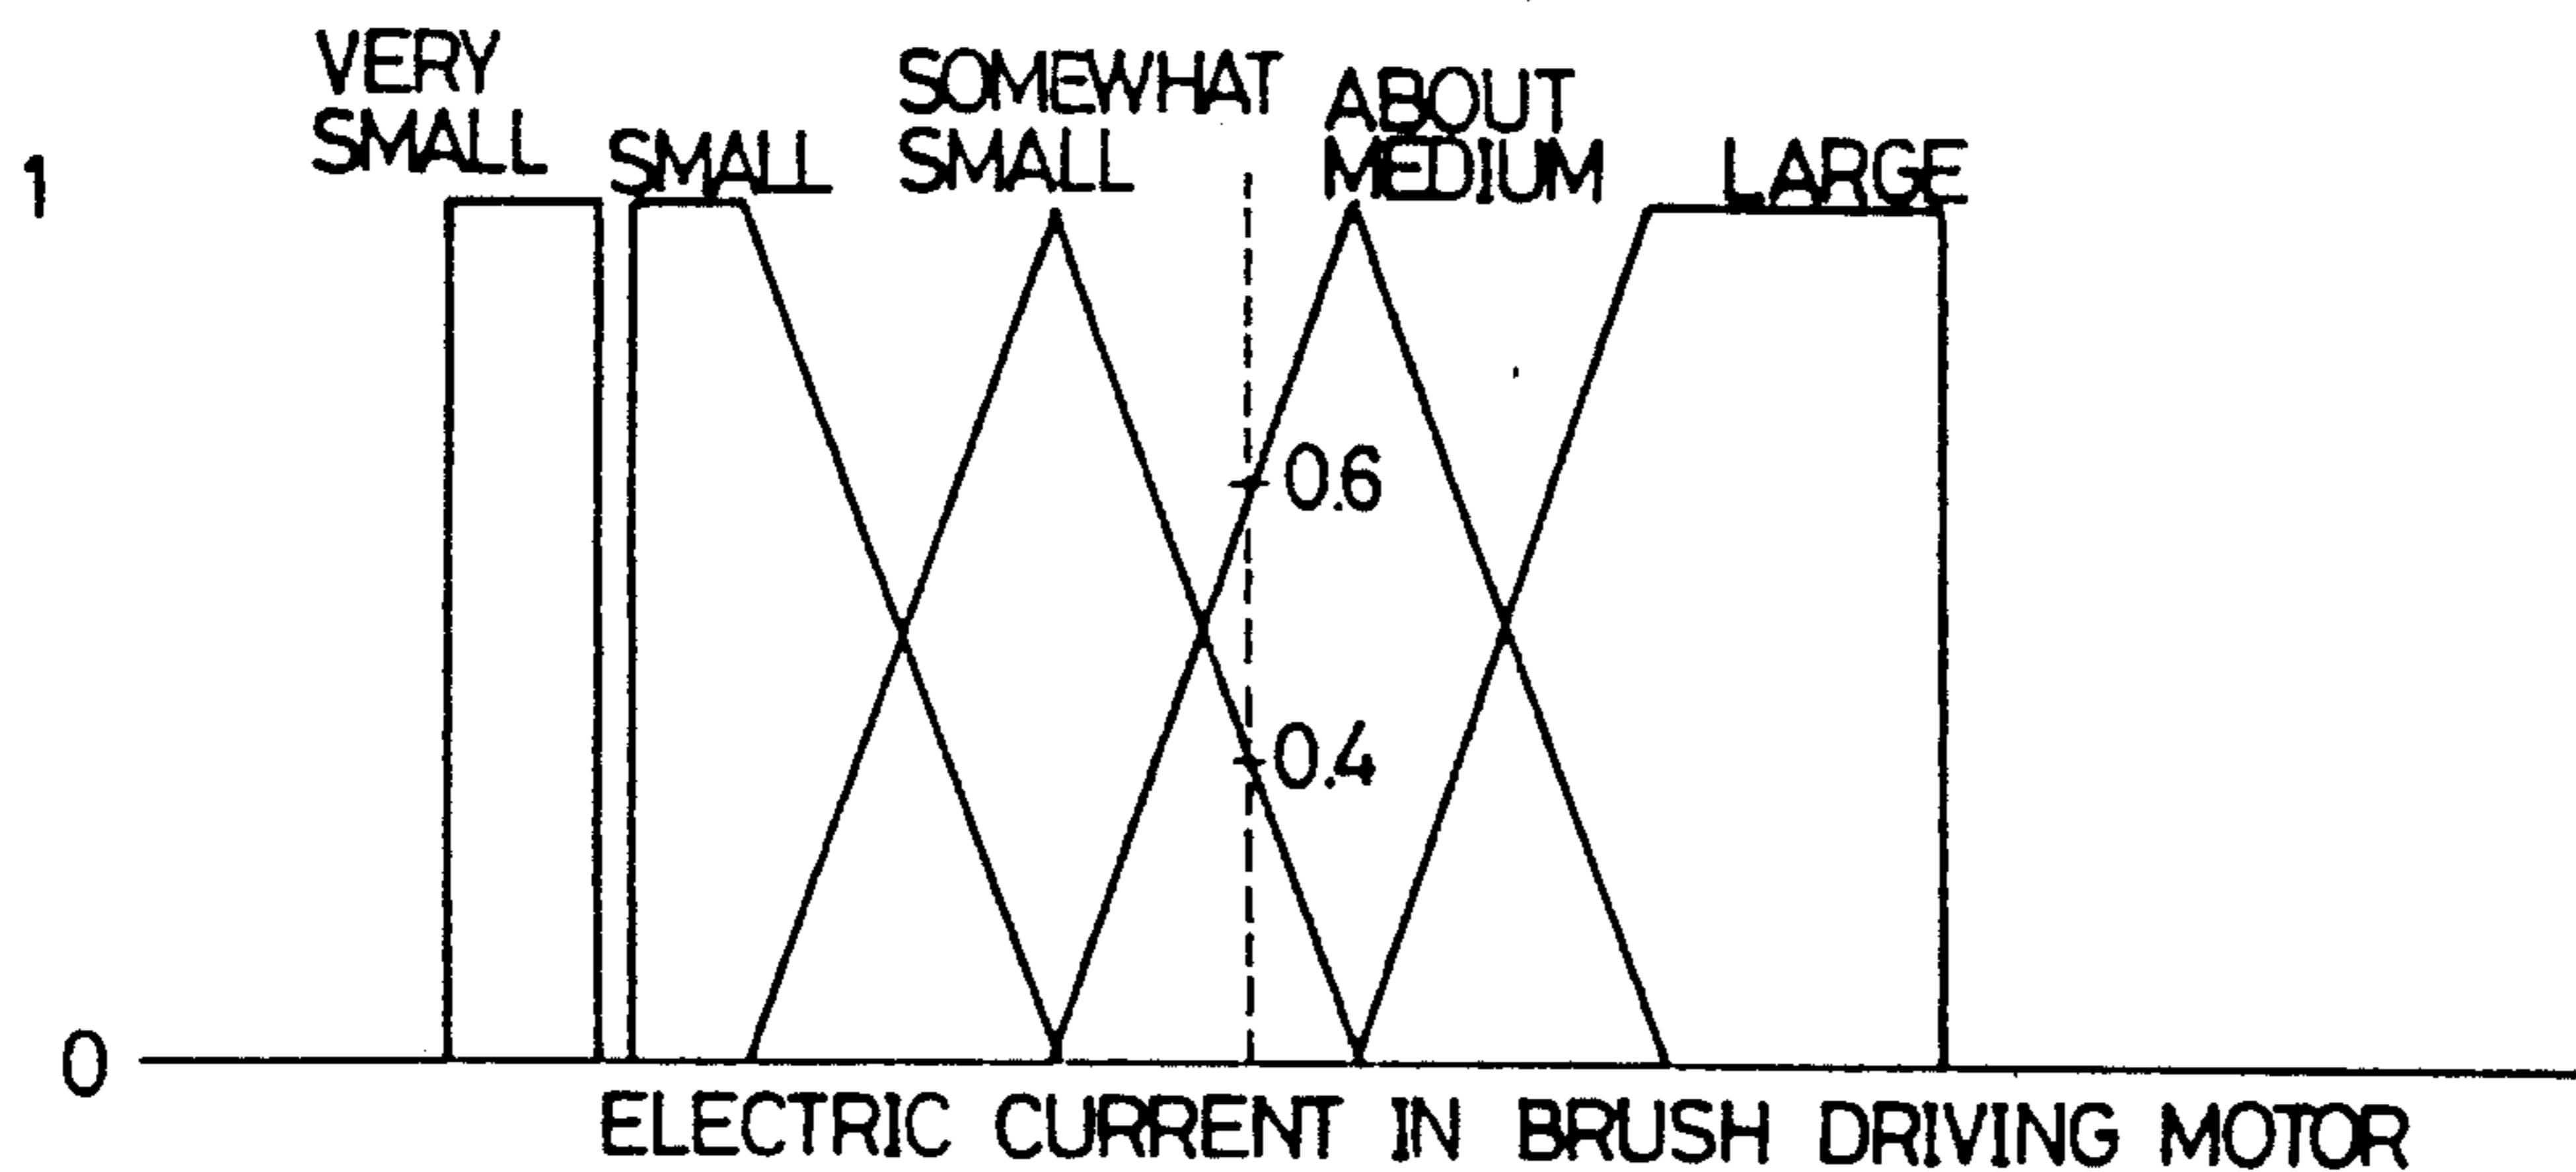 VERY
SMALL
SMALL
SOMEWHAT
SMALL
ABOUT
MEDIUM
LARGE
1
0.6
0.4
0
ELECTRIC CURRENT IN BRUSH DRIVING MOTOR